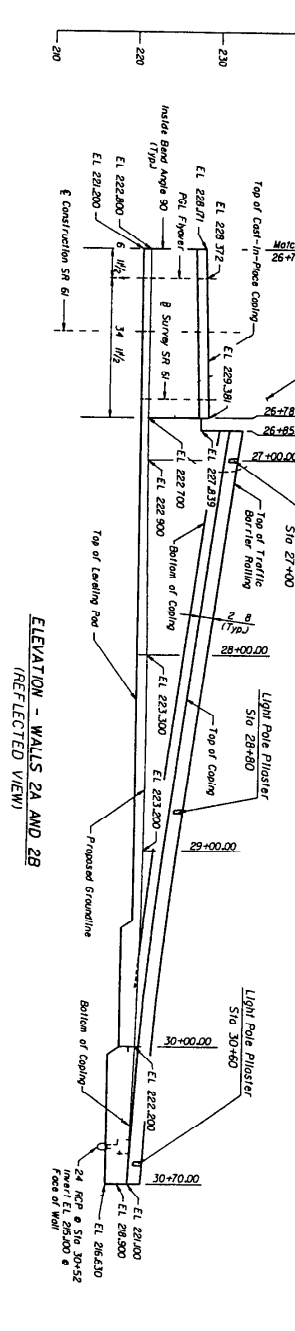 210
220
230
Inside Bend Angle 90
(Typ.)
EL 222.800
EL 221.200
6 11½
34 11½
℄ Construction SR 61
PGL Flyover
EL 228.171
EL 228.372
Top of Cast-In-Place Coping
26+7
EL 229.381
B Survey SR 61
26+78
26+85
27+00.00
Sta 27+00
EL 227.839
EL 222.700
EL 222.900
Top of Traffic
Barrier Railing
Bottom of Coping
2 8
(Typ.)
28+00.00
EL 223.300
Top of Coping
Top of Leveling Pad
Light Pole Pilaster
Sta 28+80
EL 223.200
29+00.00
Proposed Groundline
30+00.00
EL 222.200
Light Pole Pilaster
Sta 30+60
Bottom of Coping
30+70.00
EL 221.100
EL 218.900
EL 216.630
24 RCP @ Sta 30+52
Invert EL 215.100 @
Face of Wall
ELEVATION - WALLS 2A AND 2B
(REFLECTED VIEW)